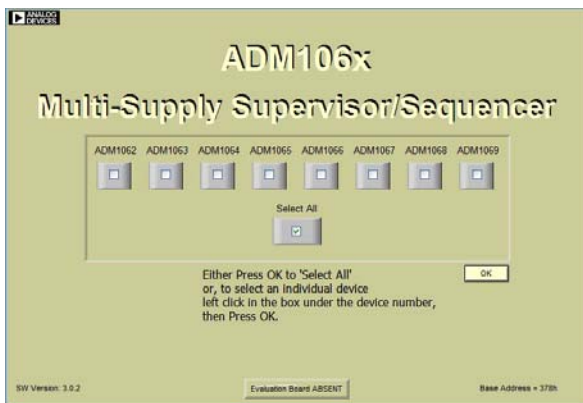 ANALOG
DEVICES
ADM106x
Multi-Supply Supervisor/Sequencer
ADM1062 ADM1063 ADM1064 ADM1065 ADM1066 ADM1067 ADM1068 ADM1069
Select All
Either Press OK to 'Select All'
or, to select an individual device
left click in the box under the device number,
then Press OK.
OK
SW Version: 3.0.2 Evaluation Board ABSENT Base Address = 378h